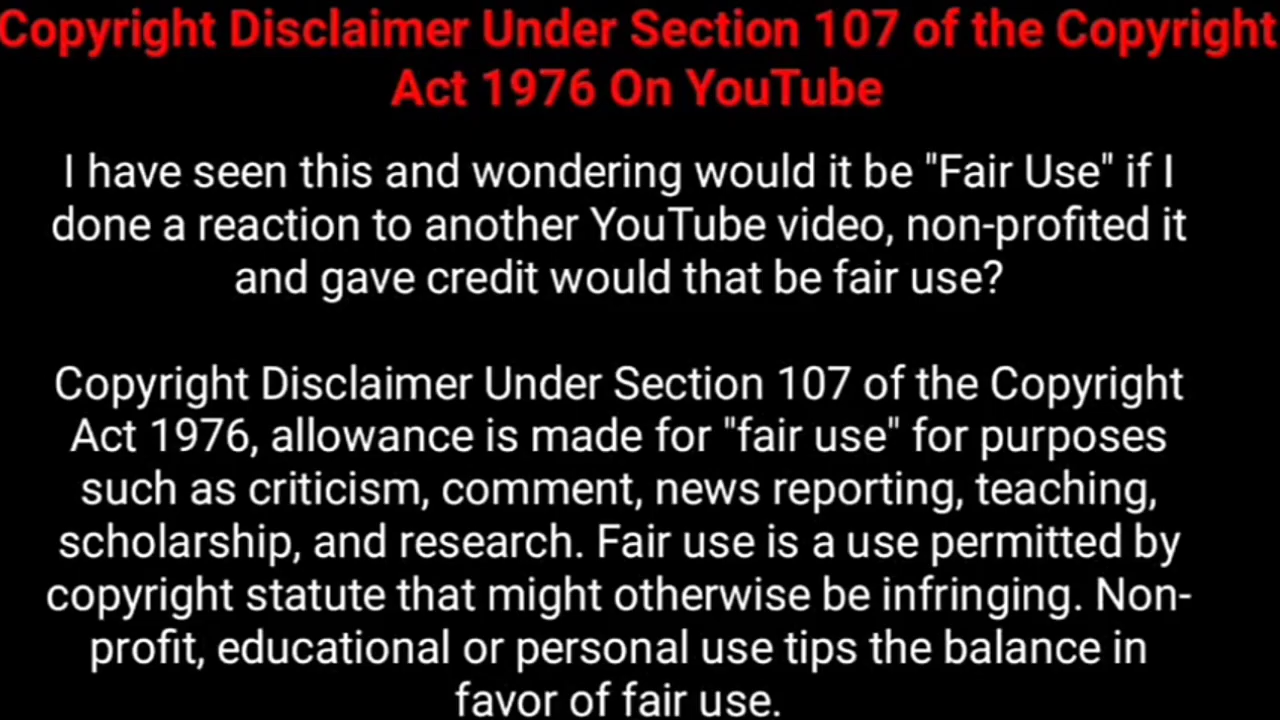 Copyright Disclaimer Under Section 107 of the Copyright
Act 1976 On YouTube
I have seen this and wondering would it be "Fair Use" if I
done a reaction to another YouTube video, non-profited it
and gave credit would that be fair use?
Copyright Disclaimer Under Section 107 of the Copyright
Act 1976, allowance is made for "fair use" for purposes
such as criticism, comment, news reporting, teaching,
scholarship, and research. Fair use is a use permitted by
copyright statute that might otherwise be infringing. Non-
profit, educational or personal use tips the balance in
favor of fair use.